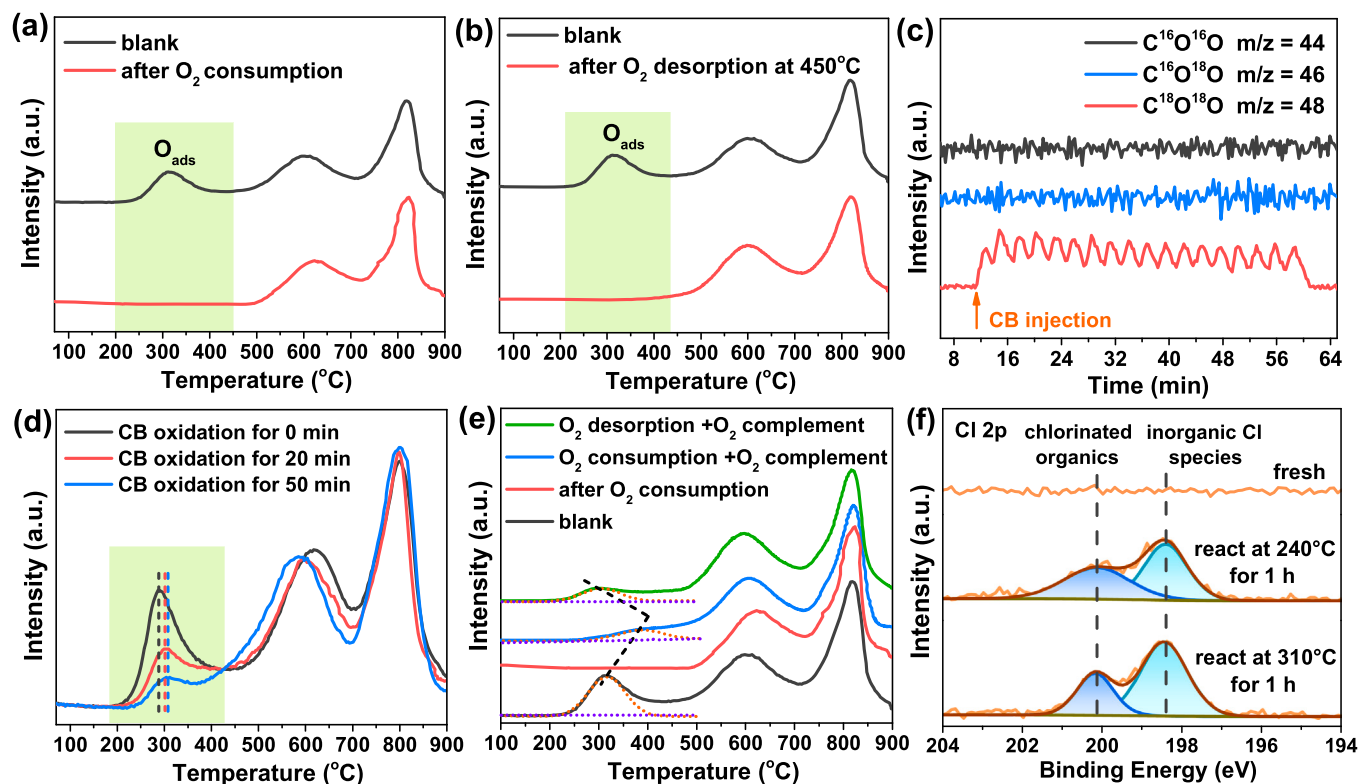 (a)
blank
after O₂ consumption
Oads
Intensity (a.u.)
100 200 300 400 500 600 700 800 900
Temperature (°C)
(b)
blank
after O₂ desorption at 450°C
Oads
Intensity (a.u.)
100 200 300 400 500 600 700 800 900
Temperature (°C)
(c)
C¹⁶O¹⁶O m/z = 44
C¹⁶O¹⁸O m/z = 46
C¹⁸O¹⁸O m/z = 48
CB injection
Intensity (a.u.)
8 16 24 32 40 48 56 64
Time (min)
(d)
CB oxidation for 0 min
CB oxidation for 20 min
CB oxidation for 50 min
Intensity (a.u.)
100 200 300 400 500 600 700 800 900
Temperature (°C)
(e)
O₂ desorption +O₂ complement
O₂ consumption +O₂ complement
after O₂ consumption
blank
Intensity (a.u.)
100 200 300 400 500 600 700 800 900
Temperature (°C)
(f)
Cl 2p
chlorinated
organics
inorganic Cl
species
fresh
react at 240°C
for 1 h
react at 310°C
for 1 h
Intensity (a.u.)
204 202 200 198 196 194
Binding Energy (eV)